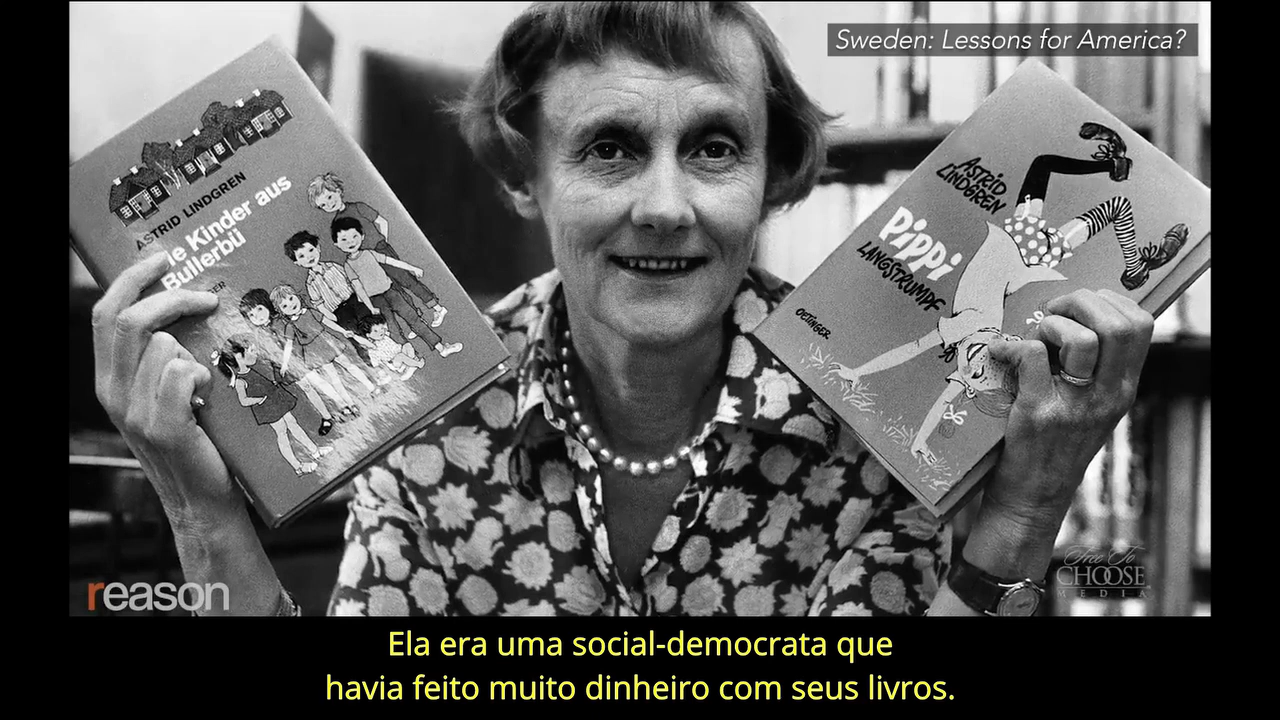 Sweden: Lessons for America?
ASTRID LINDGREN
ie Kinder aus
Bullerbü
ASTRID
LINDGREN
Pippi
LANGSTRUMPF
OETINGER
reason
Free To
CHOOSE
MEDIA
Ela era uma social-democrata que
havia feito muito dinheiro com seus livros.